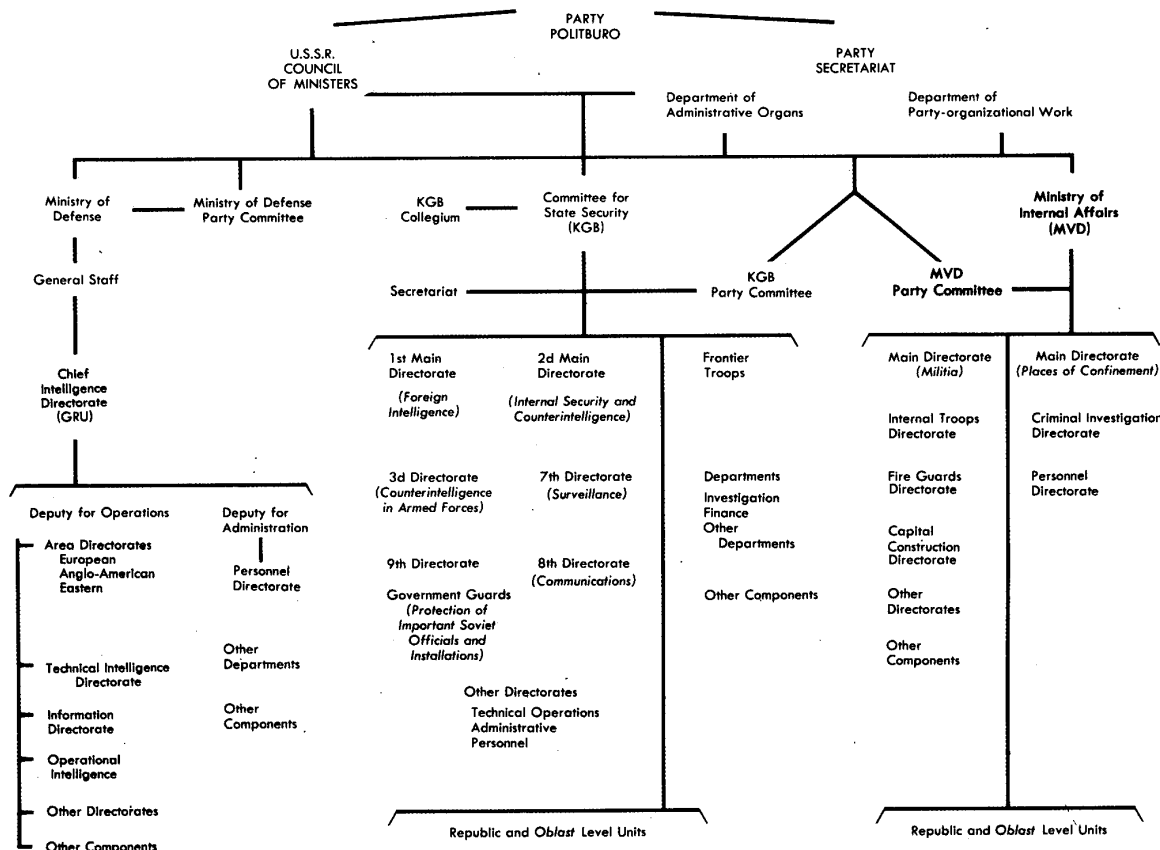 PARTY
POLITBURO
U.S.S.R.
COUNCIL
OF MINISTERS
PARTY
SECRETARIAT
Department of
Administrative Organs
Department of
Party-organizational Work
Ministry of
Defense
Ministry of Defense
Party Committee
KGB
Collegium
Committee for
State Security
(KGB)
Ministry of
Internal Affairs
(MVD)
General Staff
Secretariat
KGB
Party Committee
MVD
Party Committee
Chief
Intelligence
Directorate
(GRU)
Deputy for Operations
Area Directorates
European
Anglo-American
Eastern
Technical Intelligence
Directorate
Information
Directorate
Operational
Intelligence
Other Directorates
Other Components
Deputy for
Administration
Personnel
Directorate
Other
Departments
Other
Components
1st Main
Directorate
(Foreign
Intelligence)
2d Main
Directorate
(Internal Security and
Counterintelligence)
3d Directorate
(Counterintelligence
in Armed Forces)
7th Directorate
(Surveillance)
9th Directorate
Government Guards
(Protection of
Important Soviet
Officials and
Installations)
8th Directorate
(Communications)
Other Directorates
Technical Operations
Administrative
Personnel
Frontier
Troops
Departments
Investigation
Finance
Other
Departments
Other Components
Republic and Oblast Level Units
Main Directorate
(Militia)
Main Directorate
(Places of Confinement)
Internal Troops
Directorate
Criminal Investigation
Directorate
Fire Guards
Directorate
Personnel
Directorate
Capital
Construction
Directorate
Other
Directorates
Other
Components
Republic and Oblast Level Units